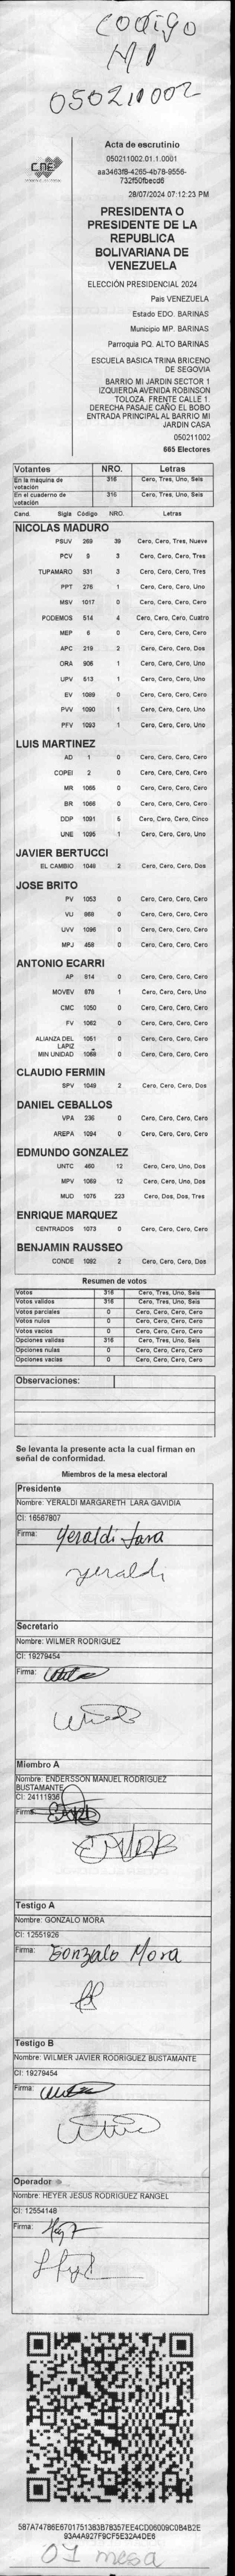 CODIGO
Nº
050211002
CNE
Acta de escrutinio
050211002.01.1.0001
aa3463f8-4265-4b78-9556-
732f50fbecd6
28/07/2024 07:12:23 PM
PRESIDENTA O
PRESIDENTE DE LA
REPUBLICA
BOLIVARIANA DE
VENEZUELA
ELECCIÓN PRESIDENCIAL 2024
Pais VENEZUELA
Estado EDO. BARINAS
Municipio MP. BARINAS
Parroquia PQ. ALTO BARINAS
ESCUELA BASICA TRINA BRICENO
DE SEGOVIA
BARRIO MI JARDIN SECTOR 1
IZQUIERDA AVENIDA ROBINSON
TOLOZA. FRENTE CALLE 1.
DERECHA PASAJE CAÑO EL BOBO
ENTRADA PRINCIPAL AL BARRIO MI
JARDIN CASA
050211002
665 Electores
Votantes NRO. Letras
En la máquina de votación 316 Cero, Tres, Uno, Seis
En el cuaderno de votación 316 Cero, Tres, Uno, Seis
Cand. Sigla Código NRO. Letras
NICOLAS MADURO
PSUV 269 39 Cero, Cero, Tres, Nueve
PCV 9 3 Cero, Cero, Cero, Tres
TUPAMARO 931 3 Cero, Cero, Cero, Tres
PPT 276 1 Cero, Cero, Cero, Uno
MSV 1017 0 Cero, Cero, Cero, Cero
PODEMOS 514 4 Cero, Cero, Cero, Cuatro
MEP 6 0 Cero, Cero, Cero, Cero
APC 219 2 Cero, Cero, Cero, Dos
ORA 906 1 Cero, Cero, Cero, Uno
UPV 513 1 Cero, Cero, Cero, Uno
EV 1089 0 Cero, Cero, Cero, Cero
PVV 1090 1 Cero, Cero, Cero, Uno
PFV 1093 1 Cero, Cero, Cero, Uno
LUIS MARTINEZ
AD 1 0 Cero, Cero, Cero, Cero
COPEI 2 0 Cero, Cero, Cero, Cero
MR 1065 0 Cero, Cero, Cero, Cero
BR 1066 0 Cero, Cero, Cero, Cero
DDP 1091 5 Cero, Cero, Cero, Cinco
UNE 1095 1 Cero, Cero, Cero, Uno
JAVIER BERTUCCI
EL CAMBIO 1048 2 Cero, Cero, Cero, Dos
JOSE BRITO
PV 1053 0 Cero, Cero, Cero, Cero
VU 868 0 Cero, Cero, Cero, Cero
UVV 1096 0 Cero, Cero, Cero, Cero
MPJ 458 0 Cero, Cero, Cero, Cero
ANTONIO ECARRI
AP 814 0 Cero, Cero, Cero, Cero
MOVEV 878 1 Cero, Cero, Cero, Uno
CMC 1050 0 Cero, Cero, Cero, Cero
FV 1062 0 Cero, Cero, Cero, Cero
ALIANZA DEL LAPIZ 1051 0 Cero, Cero, Cero, Cero
MIN UNIDAD 1068 0 Cero, Cero, Cero, Cero
CLAUDIO FERMIN
SPV 1049 2 Cero, Cero, Cero, Dos
DANIEL CEBALLOS
VPA 236 0 Cero, Cero, Cero, Cero
AREPA 1094 0 Cero, Cero, Cero, Cero
EDMUNDO GONZALEZ
UNTC 460 12 Cero, Cero, Uno, Dos
MPV 1069 12 Cero, Cero, Uno, Dos
MUD 1075 223 Cero, Dos, Dos, Tres
ENRIQUE MARQUEZ
CENTRADOS 1073 0 Cero, Cero, Cero, Cero
BENJAMIN RAUSSEO
CONDE 1092 2 Cero, Cero, Cero, Dos
Resumen de votos
Votos 316 Cero, Tres, Uno, Seis
Votos validos 316 Cero, Tres, Uno, Seis
Votos parciales 0 Cero, Cero, Cero, Cero
Votos nulos 0 Cero, Cero, Cero, Cero
Votos vacios 0 Cero, Cero, Cero, Cero
Opciones validas 316 Cero, Tres, Uno, Seis
Opciones nulas 0 Cero, Cero, Cero, Cero
Opciones vacias 0 Cero, Cero, Cero, Cero
Observaciones:
Se levanta la presente acta la cual firman en
señal de conformidad.
Miembros de la mesa electoral
Presidente
Nombre: YERALDI MARGARETH LARA GAVIDIA
CI: 16567807
Firma: Yeraldi Lara
yeraldi
Secretario
Nombre: WILMER RODRIGUEZ
CI: 19279454
Firma:
Miembro A
Nombre: ENDERSSON MANUEL RODRIGUEZ
BUSTAMANTE
CI: 24111936
Firma:
Testigo A
Nombre: GONZALO MORA
CI: 12551926
Firma: Gonzalo Mora
Testigo B
Nombre: WILMER JAVIER RODRIGUEZ BUSTAMANTE
CI: 19279454
Firma:
Operador
Nombre: HEYER JESUS RODRIGUEZ RANGEL
CI: 12554148
Firma:
587A74786E6701751383B78357EE4CD06009C0B4B2E
93A4A927F9CF5E32A4DE6
01 mesa